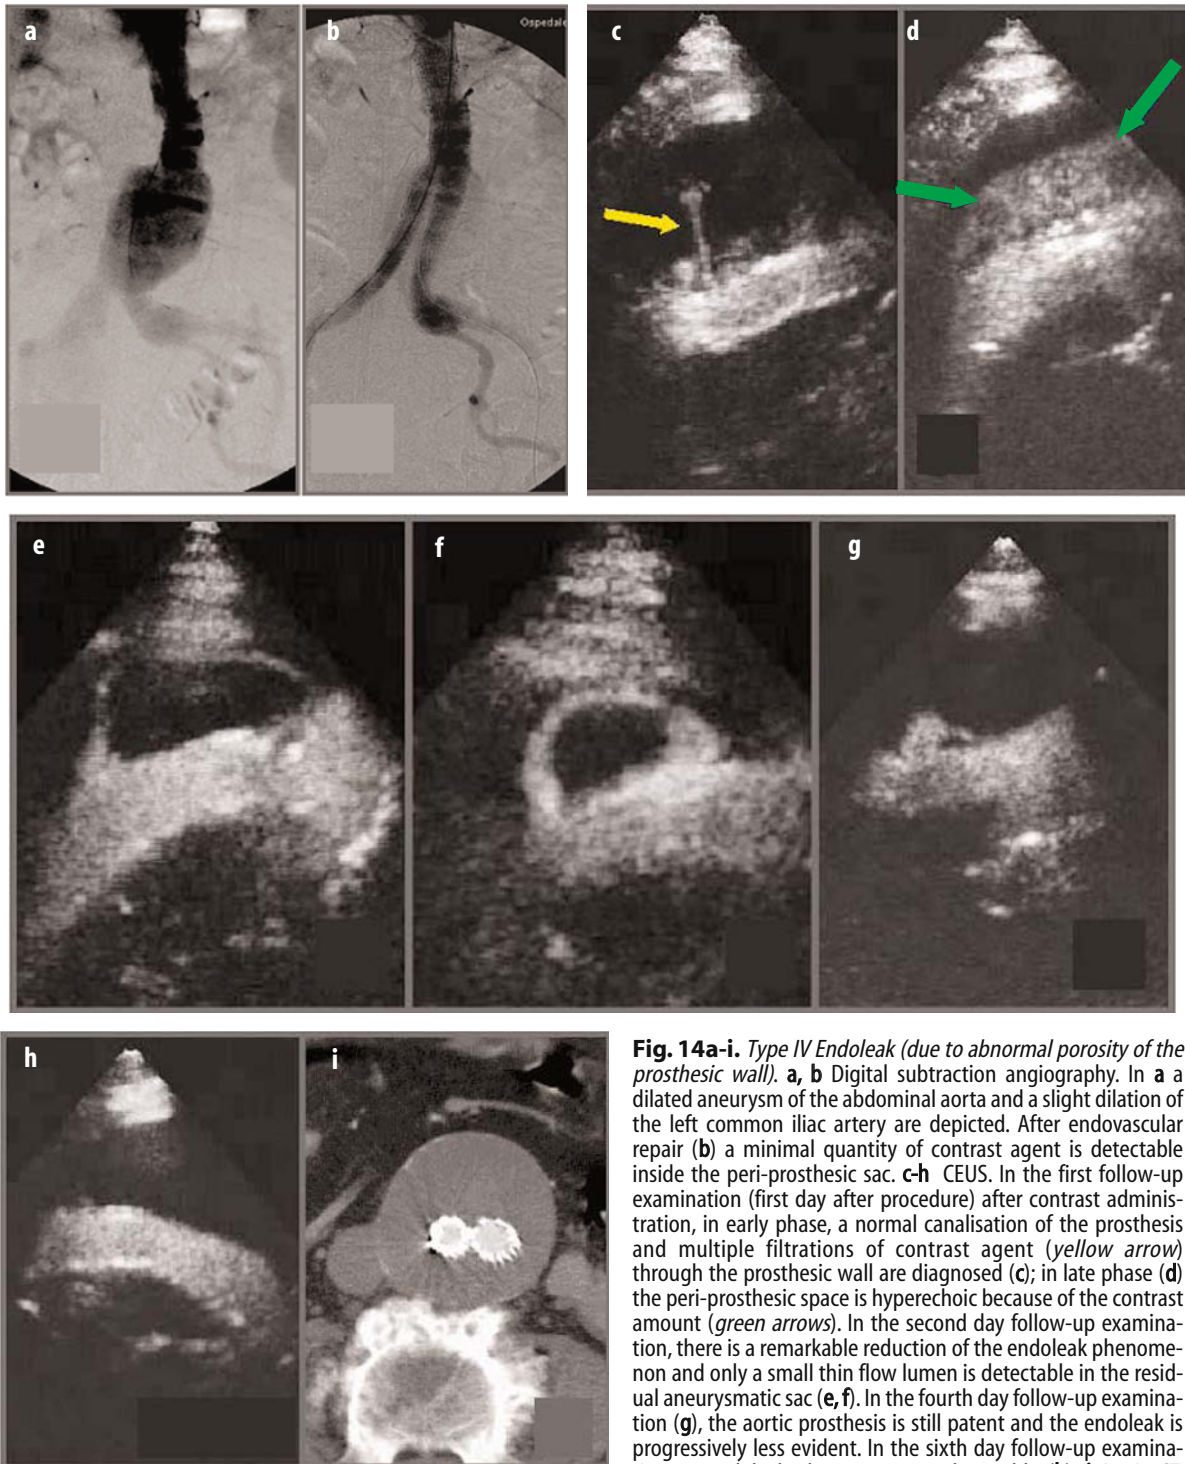 a
b
Ospedale
c
d
e
f
g
h
i
Fig. 14a-i. Type IV Endoleak (due to abnormal porosity of the
prosthesic wall). a, b Digital subtraction angiography. In a a
dilated aneurysm of the abdominal aorta and a slight dilation of
the left common iliac artery are depicted. After endovascular
repair (b) a minimal quantity of contrast agent is detectable
inside the peri-prosthesic sac. c-h CEUS. In the first follow-up
examination (first day after procedure) after contrast adminis-
tration, in early phase, a normal canalisation of the prosthesis
and multiple filtrations of contrast agent (yellow arrow)
through the prosthesic wall are diagnosed (c); in late phase (d)
the peri-prosthesic space is hyperechoic because of the contrast
amount (green arrows). In the second day follow-up examina-
tion, there is a remarkable reduction of the endoleak phenome-
non and only a small thin flow lumen is detectable in the resid-
ual aneurysmatic sac (e, f). In the fourth day follow-up examina-
tion (g), the aortic prosthesis is still patent and the endoleak is
progressively less evident. In the sixth day follow-up examina-